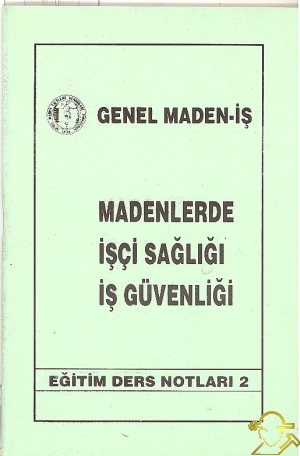 GENEL MADEN-İŞ
MADENLERDE
İŞÇİ SAĞLIĞI
İŞ GÜVENLİĞİ
EĞİTİM DERS NOTLARI 2